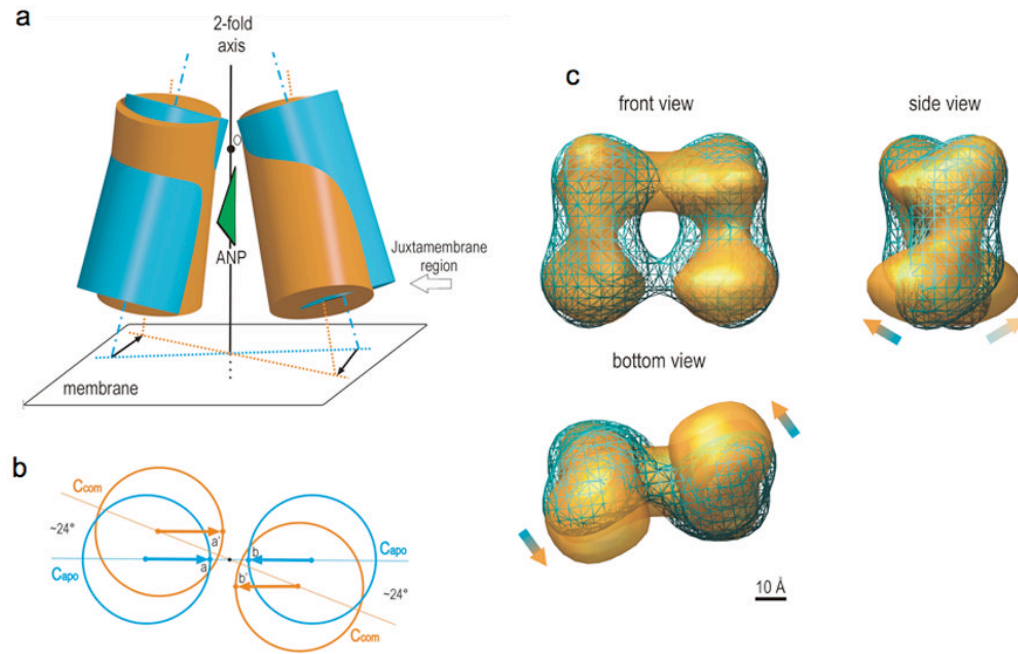 a
2-fold
axis
O
ANP
Juxtamembrane
region
membrane
b
Ccom
~24°
a'
a
Capo
b
b'
Capo
~24°
Ccom
c
front view
side view
bottom view
10 Å